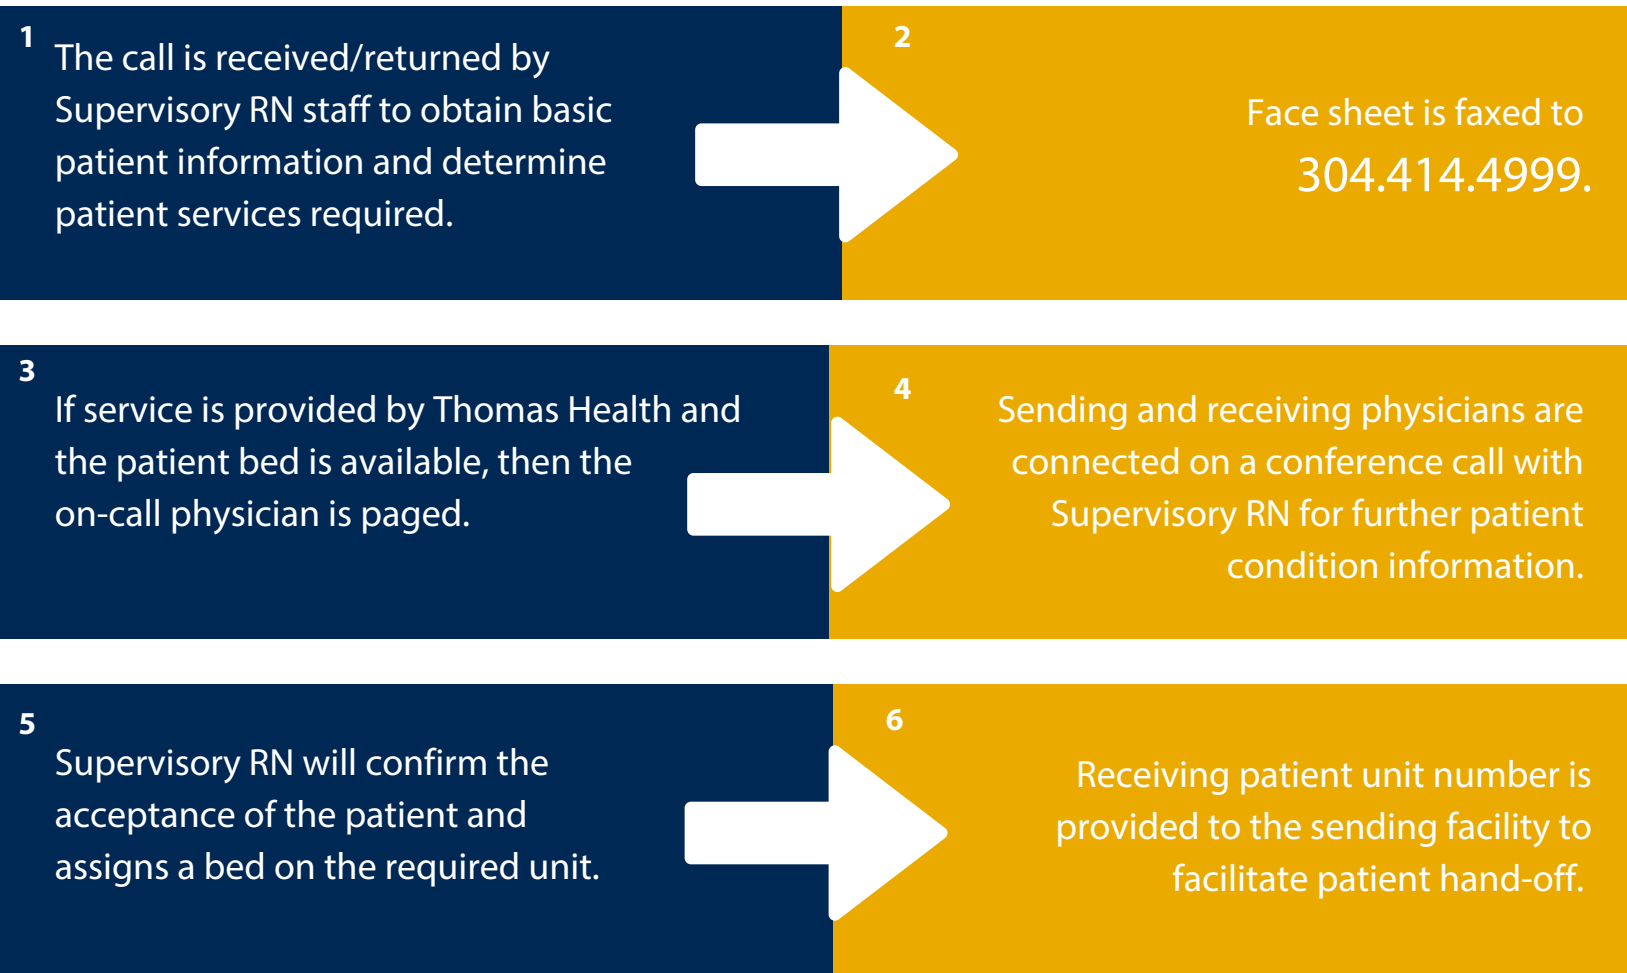 1
The call is received/returned by
Supervisory RN staff to obtain basic
patient information and determine
patient services required.
2
Face sheet is faxed to
304.414.4999.
3
If service is provided by Thomas Health and
the patient bed is available, then the
on-call physician is paged.
4
Sending and receiving physicians are
connected on a conference call with
Supervisory RN for further patient
condition information.
5
Supervisory RN will confirm the
acceptance of the patient and
assigns a bed on the required unit.
6
Receiving patient unit number is
provided to the sending facility to
facilitate patient hand-off.